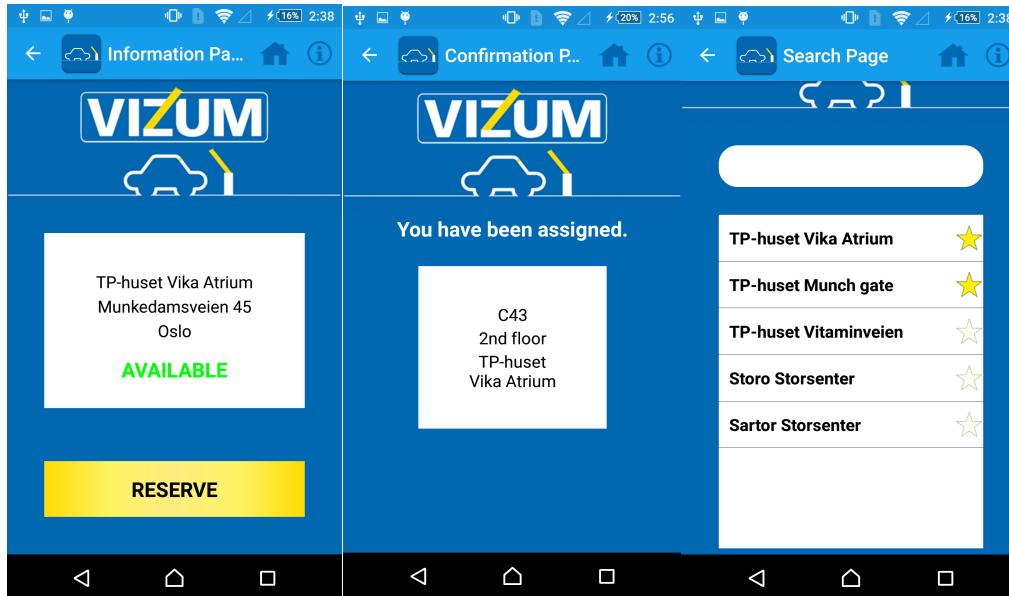 16% 2:38
Information Pa...
VIZUM
TP-huset Vika Atrium
Munkedamsveien 45
Oslo
AVAILABLE
RESERVE
20% 2:56
Confirmation P...
VIZUM
You have been assigned.
C43
2nd floor
TP-huset
Vika Atrium
16% 2:38
Search Page
TP-huset Vika Atrium
TP-huset Munch gate
TP-huset Vitaminveien
Storo Storsenter
Sartor Storsenter